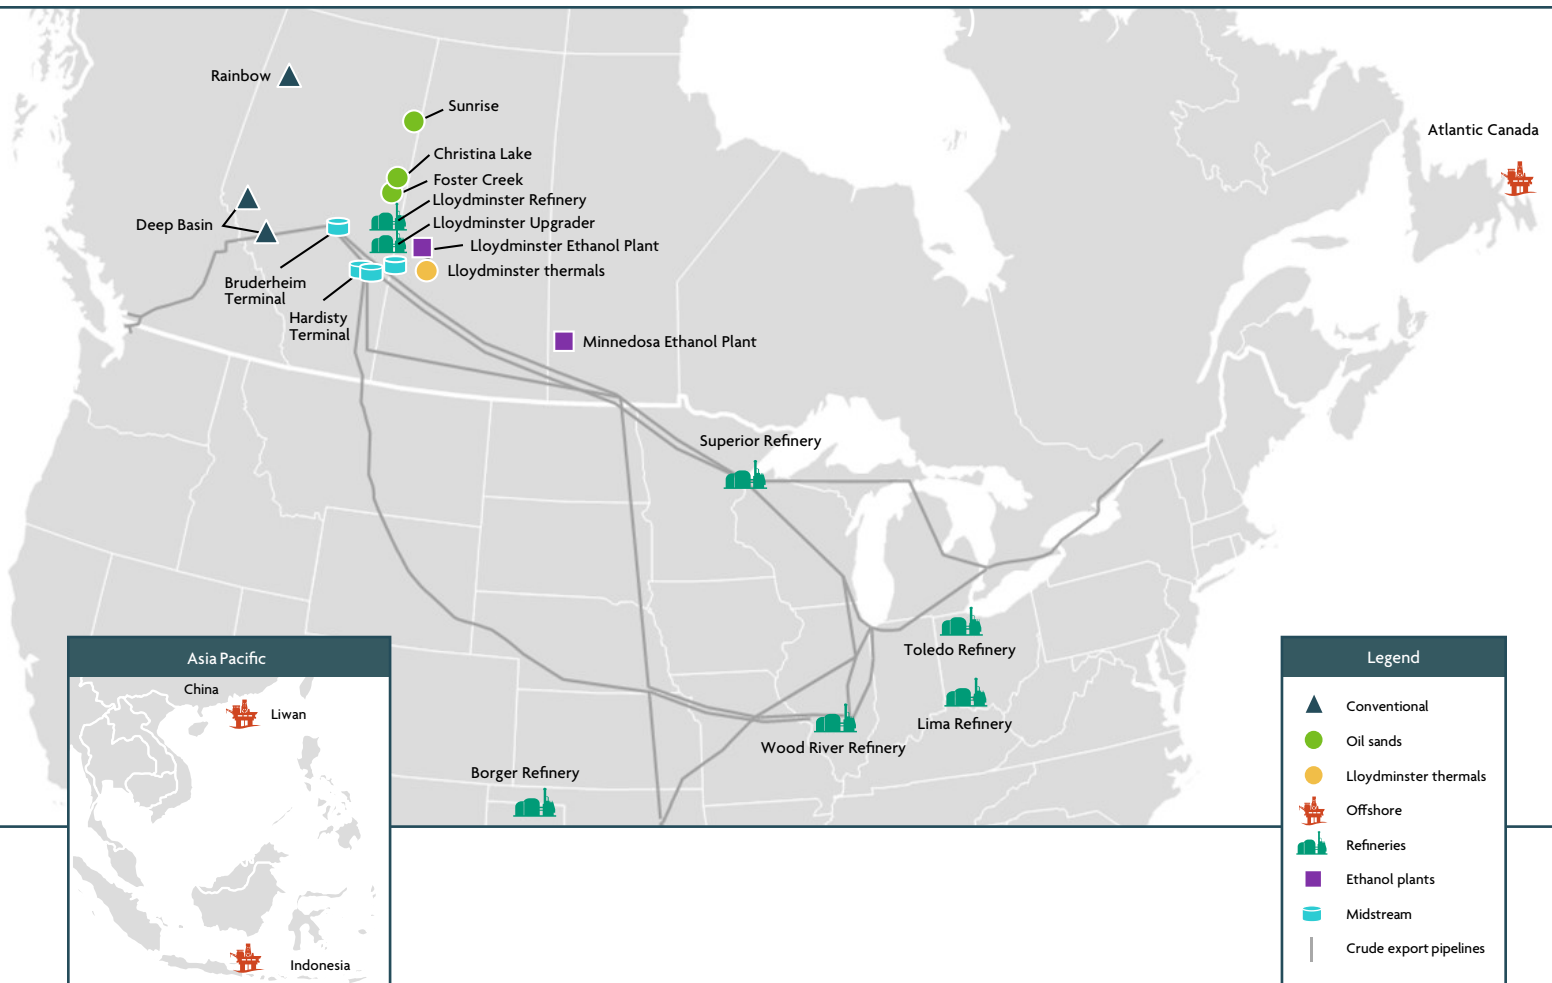 Rainbow
Sunrise
Atlantic Canada
Christina Lake
Foster Creek
Lloydminster Refinery
Deep Basin
Lloydminster Upgrader
Lloydminster Ethanol Plant
Lloydminster thermals
Bruderheim
Terminal
Hardisty
Terminal
Minnedosa Ethanol Plant
Superior Refinery
Toledo Refinery
Lima Refinery
Wood River Refinery
Borger Refinery
Asia Pacific
China
Liwan
Indonesia
Legend
Conventional
Oil sands
Lloydminster thermals
Offshore
Refineries
Ethanol plants
Midstream
Crude export pipelines